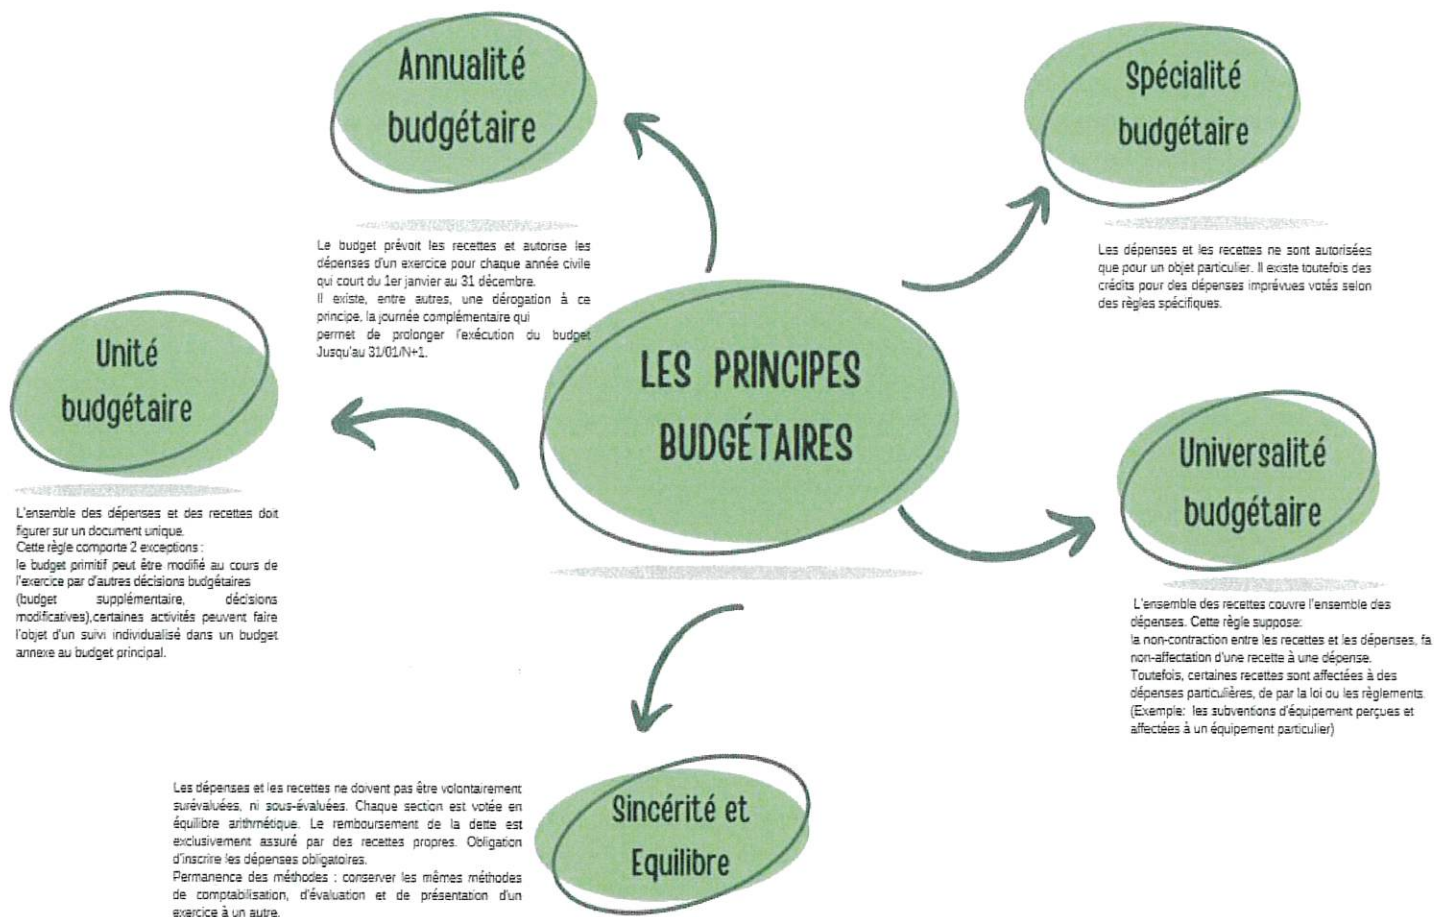 Annualité
budgétaire
Le budget prévoit les recettes et autorise les
dépenses d'un exercice pour chaque année civile
qui court du 1er janvier au 31 décembre.
Il existe, entre autres, une dérogation à ce
principe, la journée complémentaire qui
permet de prolonger l'exécution du budget
Jusqu'au 31/01/N+1.
Spécialité
budgétaire
Les dépenses et les recettes ne sont autorisées
que pour un objet particulier. Il existe toutefois des
crédits pour des dépenses imprévues votés selon
des règles spécifiques.
Unité
budgétaire
L'ensemble des dépenses et des recettes doit
figurer sur un document unique.
Cette règle comporte 2 exceptions :
le budget primitif peut être modifié au cours de
l'exercice par d'autres décisions budgétaires
(budget supplémentaire, décisions
modificatives),certaines activités peuvent faire
l'objet d'un suivi individualisé dans un budget
annexe au budget principal.
LES PRINCIPES
BUDGÉTAIRES
Universalité
budgétaire
L'ensemble des recettes couvre l'ensemble des
dépenses. Cette règle suppose:
la non-contraction entre les recettes et les dépenses, fa
non-affectation d'une recette à une dépense.
Toutefois, certaines recettes sont affectées à des
dépenses particulières, de par la loi ou les règlements.
(Exemple: les subventions d'équipement perçues et
affectées à un équipement particulier)
Les dépenses et les recettes ne doivent pas être volontairement
surévaluées, ni sous-évaluées. Chaque section est votée en
équilibre arithmétique. Le remboursement de la dette est
exclusivement assuré par des recettes propres. Obligation
d'inscrire les dépenses obligatoires.
Permanence des méthodes : conserver les mêmes méthodes
de comptabilisation, d'évaluation et de présentation d'un
exercice à un autre.
Sincérité et
Equilibre